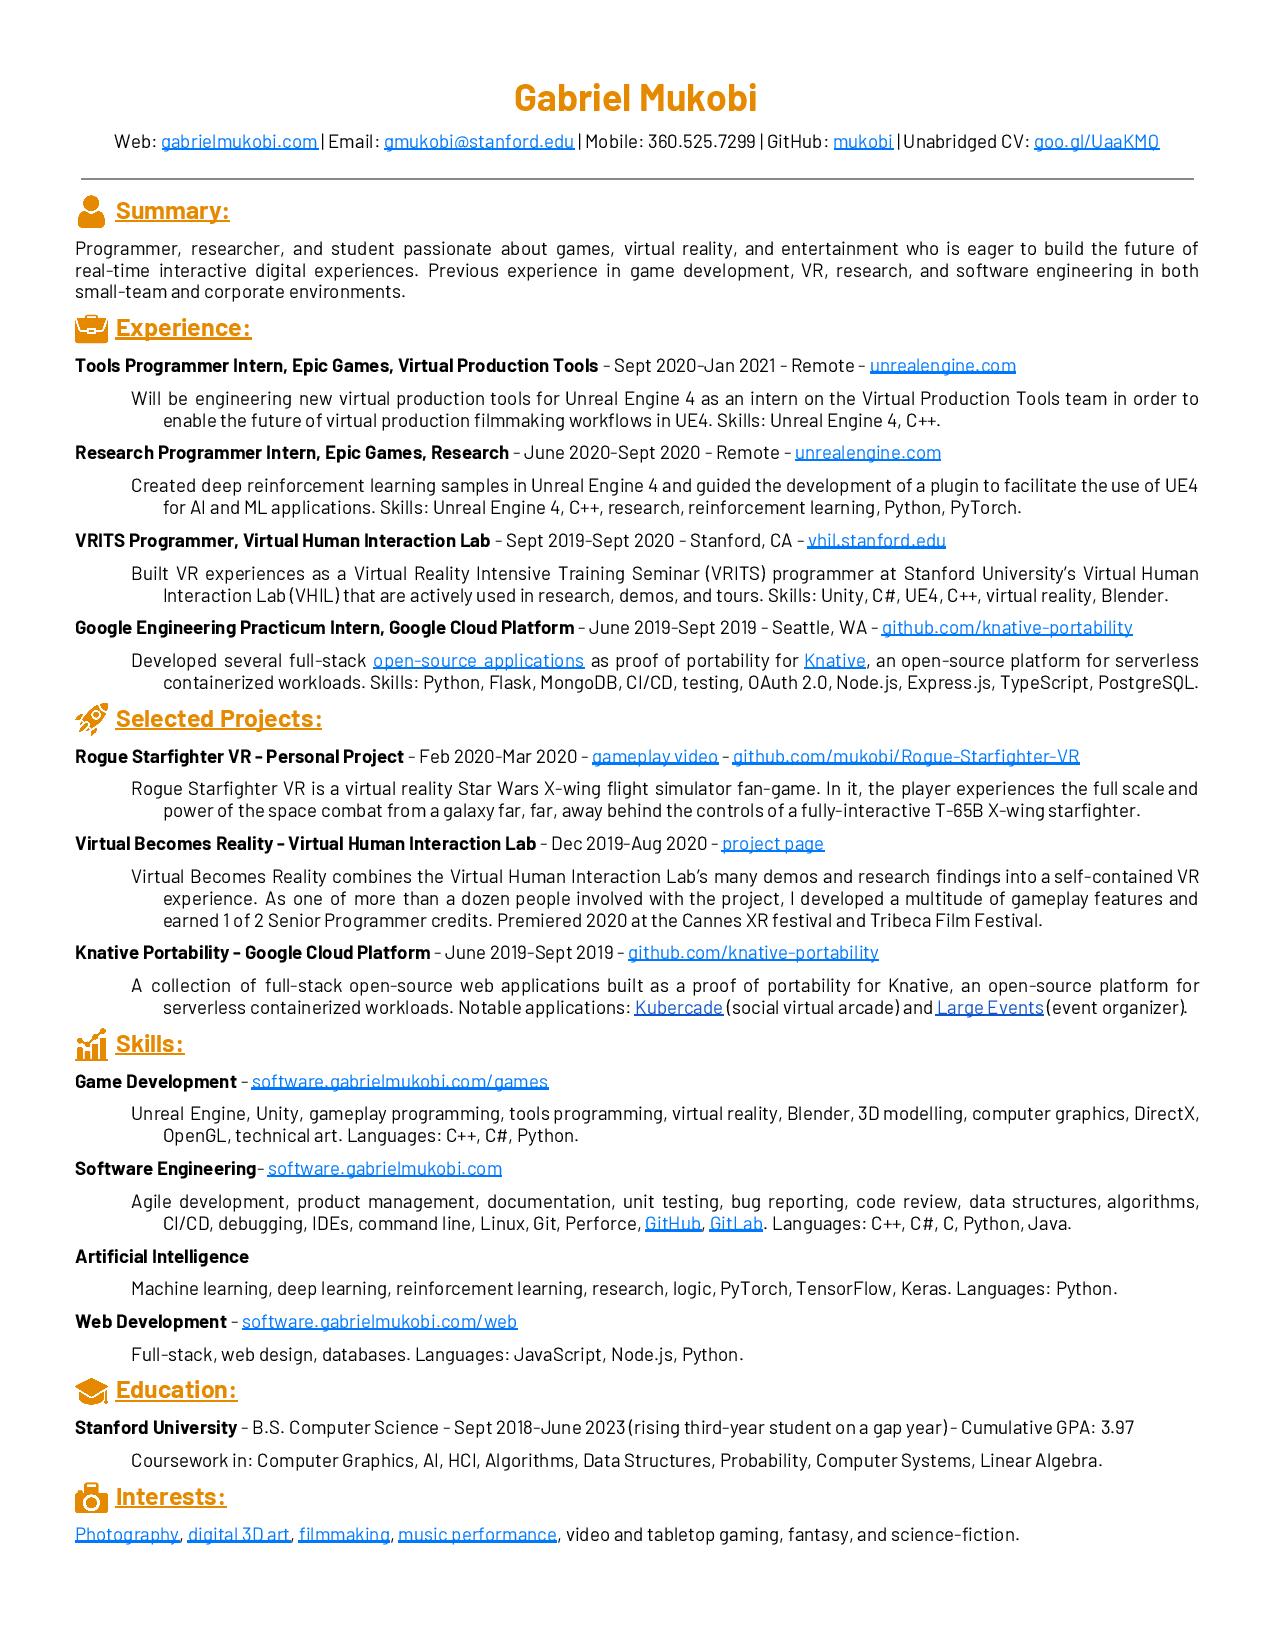 Gabriel Mukobi
Web: gabrielmukobi.com | Email: gmukobi@stanford.edu | Mobile: 360.525.7299 | GitHub: mukobi | Unabridged CV: goo.gl/UaaKMQ
Summary:
Programmer, researcher, and student passionate about games, virtual reality, and entertainment who is eager to build the future of
real-time interactive digital experiences. Previous experience in game development, VR, research, and software engineering in both
small-team and corporate environments.
Experience:
Tools Programmer Intern, Epic Games, Virtual Production Tools - Sept 2020-Jan 2021 - Remote - unrealengine.com
Will be engineering new virtual production tools for Unreal Engine 4 as an intern on the Virtual Production Tools team in order to
enable the future of virtual production filmmaking workflows in UE4. Skills: Unreal Engine 4, C++.
Research Programmer Intern, Epic Games, Research - June 2020-Sept 2020 - Remote - unrealengine.com
Created deep reinforcement learning samples in Unreal Engine 4 and guided the development of a plugin to facilitate the use of UE4
for AI and ML applications. Skills: Unreal Engine 4, C++, research, reinforcement learning, Python, PyTorch.
VRITS Programmer, Virtual Human Interaction Lab - Sept 2019-Sept 2020 - Stanford, CA - vhil.stanford.edu
Built VR experiences as a Virtual Reality Intensive Training Seminar (VRITS) programmer at Stanford University’s Virtual Human
Interaction Lab (VHIL) that are actively used in research, demos, and tours. Skills: Unity, C#, UE4, C++, virtual reality, Blender.
Google Engineering Practicum Intern, Google Cloud Platform - June 2019-Sept 2019 - Seattle, WA - github.com/knative-portability
Developed several full-stack open-source applications as proof of portability for Knative, an open-source platform for serverless
containerized workloads. Skills: Python, Flask, MongoDB, CI/CD, testing, OAuth 2.0, Node.js, Express.js, TypeScript, PostgreSQL.
Selected Projects:
Rogue Starfighter VR - Personal Project - Feb 2020-Mar 2020 - gameplay video - github.com/mukobi/Rogue-Starfighter-VR
Rogue Starfighter VR is a virtual reality Star Wars X-wing flight simulator fan-game. In it, the player experiences the full scale and
power of the space combat from a galaxy far, far, away behind the controls of a fully-interactive T-65B X-wing starfighter.
Virtual Becomes Reality - Virtual Human Interaction Lab - Dec 2019-Aug 2020 - project page
Virtual Becomes Reality combines the Virtual Human Interaction Lab’s many demos and research findings into a self-contained VR
experience. As one of more than a dozen people involved with the project, I developed a multitude of gameplay features and
earned 1 of 2 Senior Programmer credits. Premiered 2020 at the Cannes XR festival and Tribeca Film Festival.
Knative Portability - Google Cloud Platform - June 2019-Sept 2019 - github.com/knative-portability
A collection of full-stack open-source web applications built as a proof of portability for Knative, an open-source platform for
serverless containerized workloads. Notable applications: Kubercade (social virtual arcade) and Large Events (event organizer).
Skills:
Game Development - software.gabrielmukobi.com/games
Unreal Engine, Unity, gameplay programming, tools programming, virtual reality, Blender, 3D modelling, computer graphics, DirectX,
OpenGL, technical art. Languages: C++, C#, Python.
Software Engineering- software.gabrielmukobi.com
Agile development, product management, documentation, unit testing, bug reporting, code review, data structures, algorithms,
CI/CD, debugging, IDEs, command line, Linux, Git, Perforce, GitHub, GitLab. Languages: C++, C#, C, Python, Java.
Artificial Intelligence
Machine learning, deep learning, reinforcement learning, research, logic, PyTorch, TensorFlow, Keras. Languages: Python.
Web Development - software.gabrielmukobi.com/web
Full-stack, web design, databases. Languages: JavaScript, Node.js, Python.
Education:
Stanford University - B.S. Computer Science - Sept 2018-June 2023 (rising third-year student on a gap year) - Cumulative GPA: 3.97
Coursework in: Computer Graphics, AI, HCI, Algorithms, Data Structures, Probability, Computer Systems, Linear Algebra.
Interests:
Photography, digital 3D art, filmmaking, music performance, video and tabletop gaming, fantasy, and science-fiction.